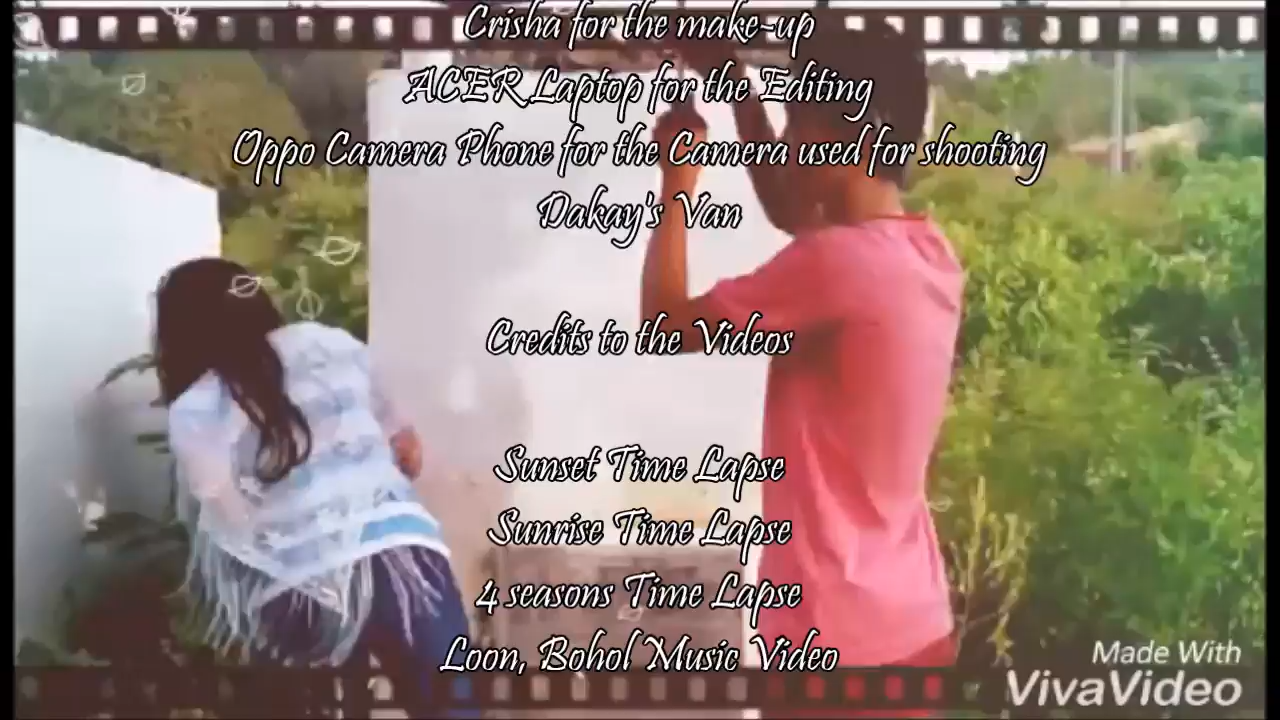 Crisha for the make-up
ACER Laptop for the Editing
Oppo Camera Phone for the Camera used for shooting
Dakay's Van
Credits to the Videos
Sunset Time Lapse
Sunrise Time Lapse
4 seasons Time Lapse
Loon, Bohol Music Video
Made With
VivaVideo